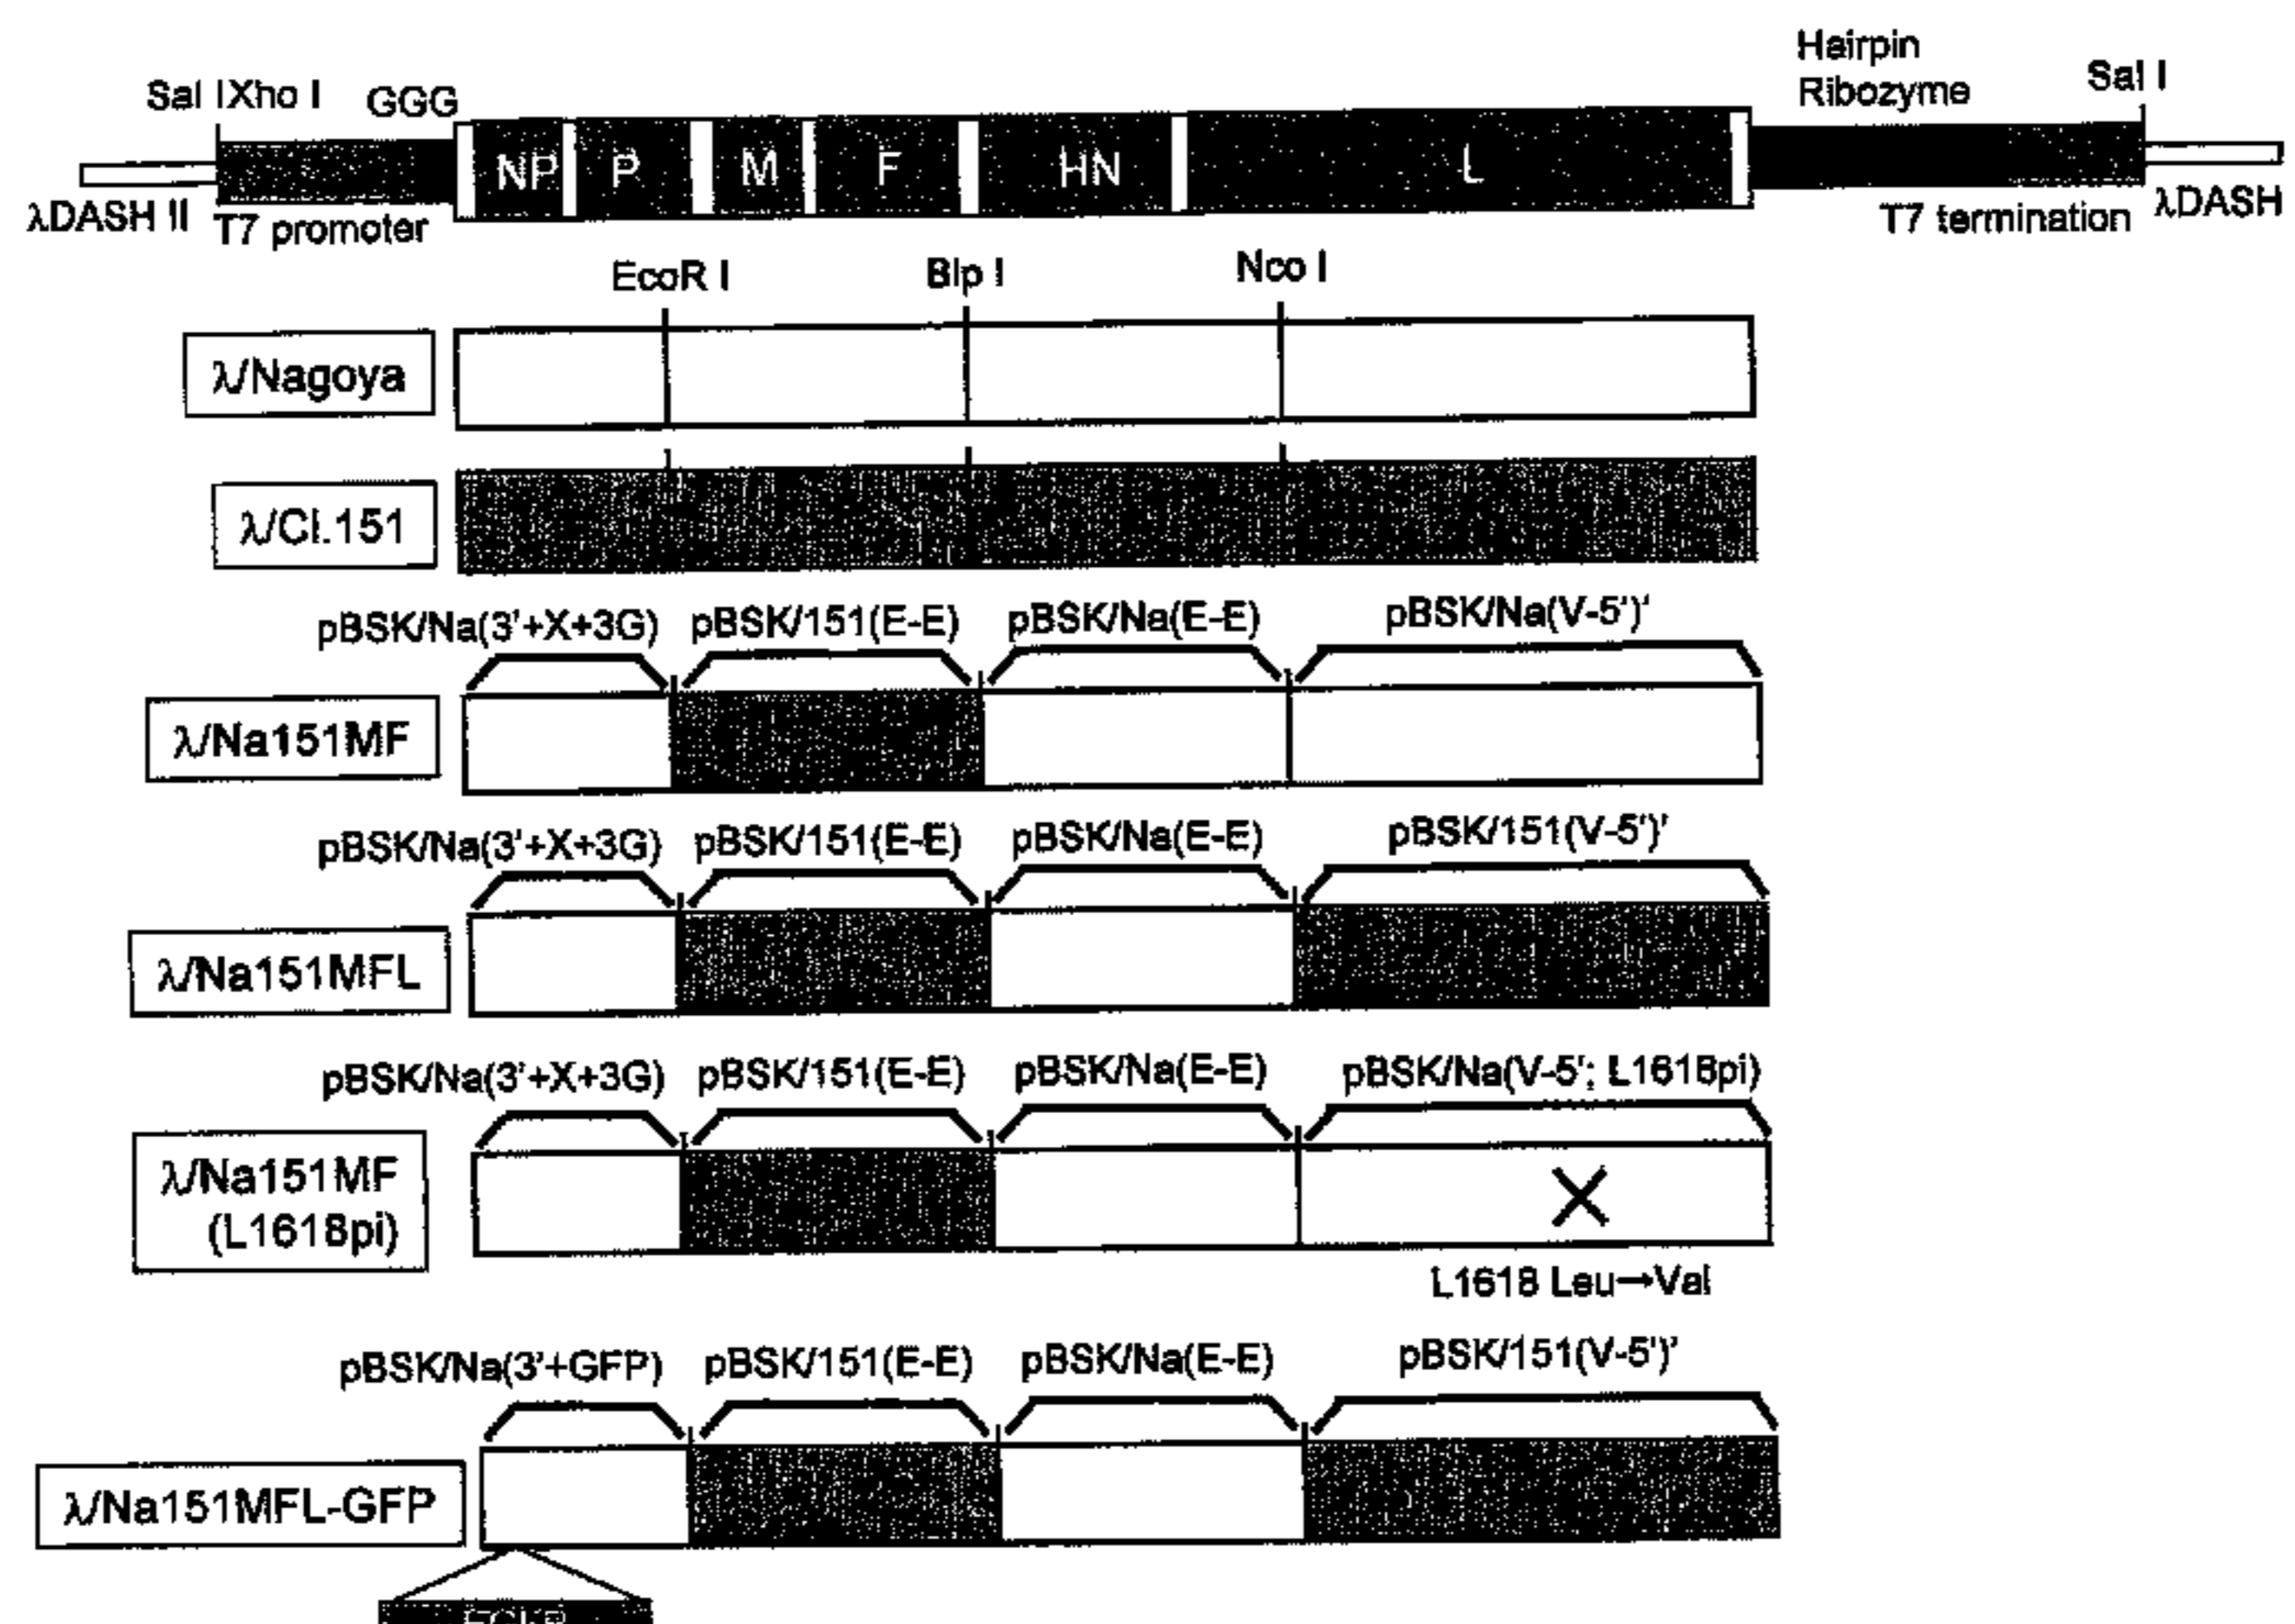 Hairpin
Sal I Xho I GGG Ribozyme Sal I
NP P M F HN L
λDASH II T7 promoter T7 termination λDASH
EcoR I Blp I Nco I
λ/Nagoya
λ/Cl.151
pBSK/Na(3'+X+3G) pBSK/151(E-E) pBSK/Na(E-E) pBSK/Na(V-5')'
λ/Na151MF
pBSK/Na(3'+X+3G) pBSK/151(E-E) pBSK/Na(E-E) pBSK/151(V-5')'
λ/Na151MFL
pBSK/Na(3'+X+3G) pBSK/151(E-E) pBSK/Na(E-E) pBSK/Na(V-5'; L1618pi)
λ/Na151MF
(L1618pi)
L1618 Leu→Val
pBSK/Na(3'+GFP) pBSK/151(E-E) pBSK/Na(E-E) pBSK/151(V-5')'
λ/Na151MFL-GFP